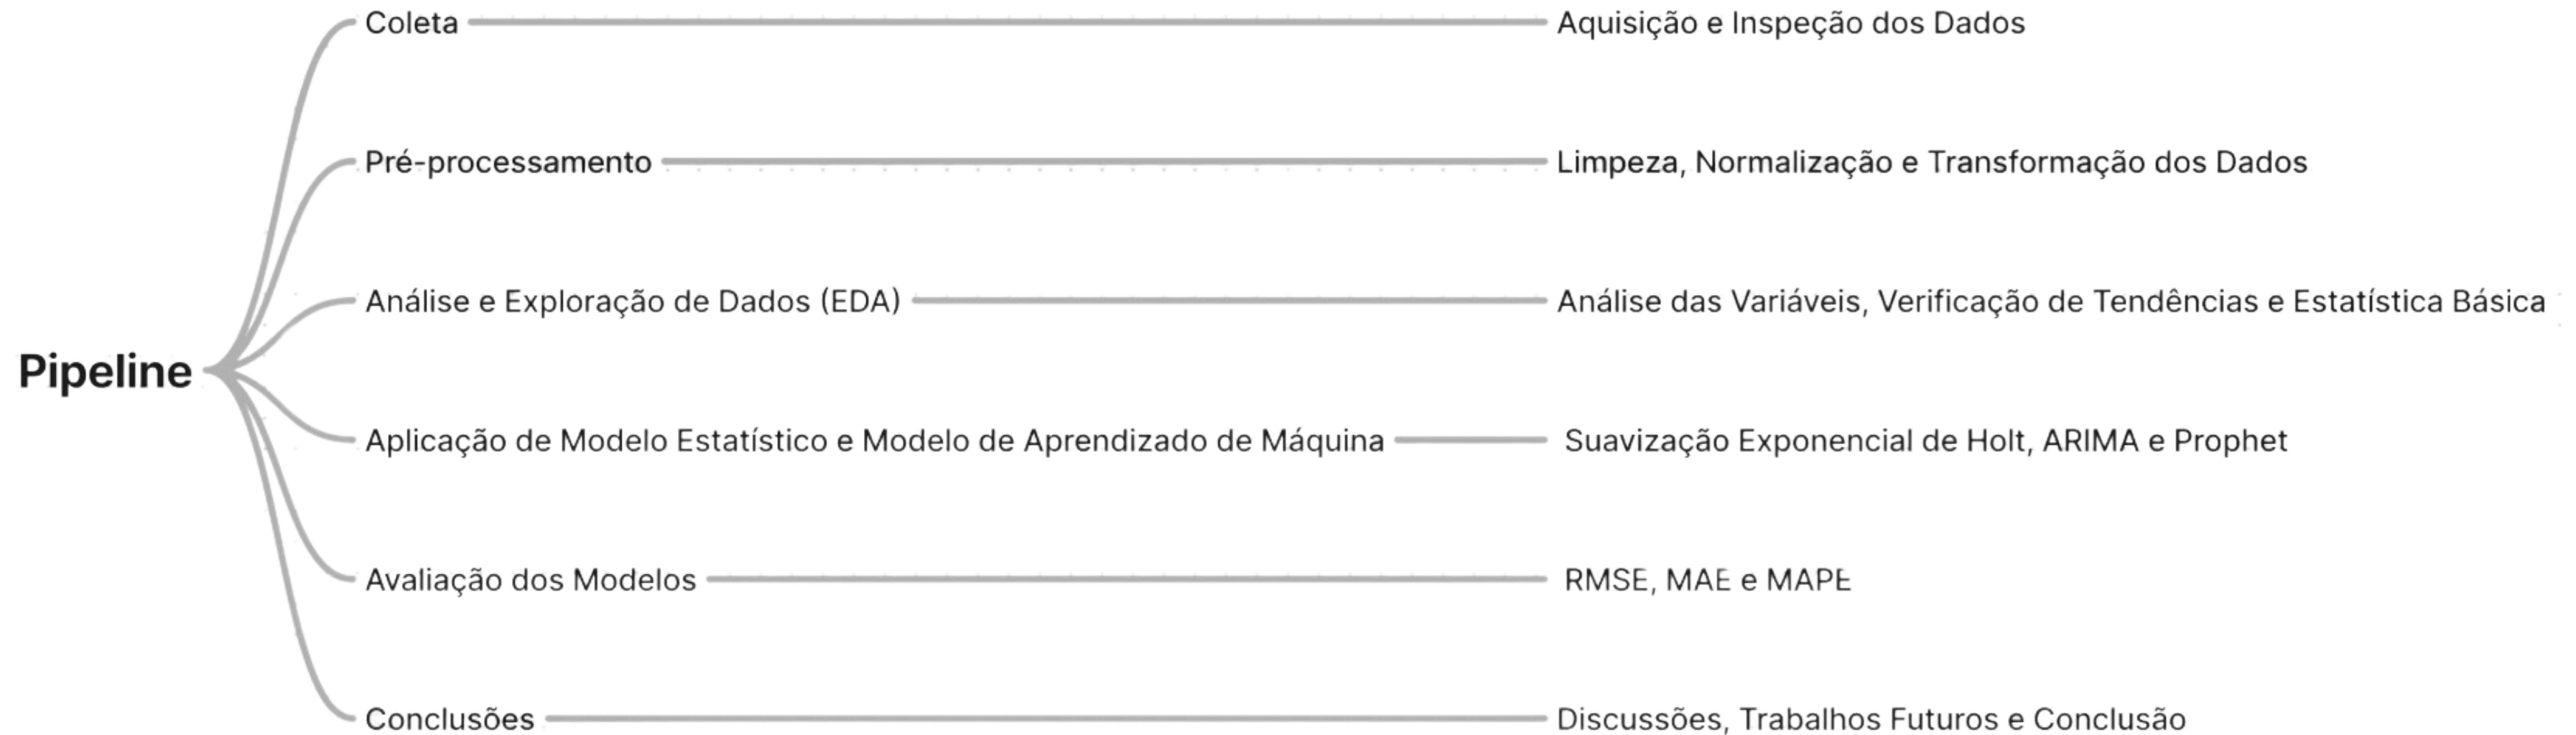 Coleta
Aquisição e Inspeção dos Dados
Pré-processamento
Limpeza, Normalização e Transformação dos Dados
Análise e Exploração de Dados (EDA)
Análise das Variáveis, Verificação de Tendências e Estatística Básica
Pipeline
Aplicação de Modelo Estatístico e Modelo de Aprendizado de Máquina
Suavização Exponencial de Holt, ARIMA e Prophet
Avaliação dos Modelos
RMSE, MAE e MAPE
Conclusões
Discussões, Trabalhos Futuros e Conclusão